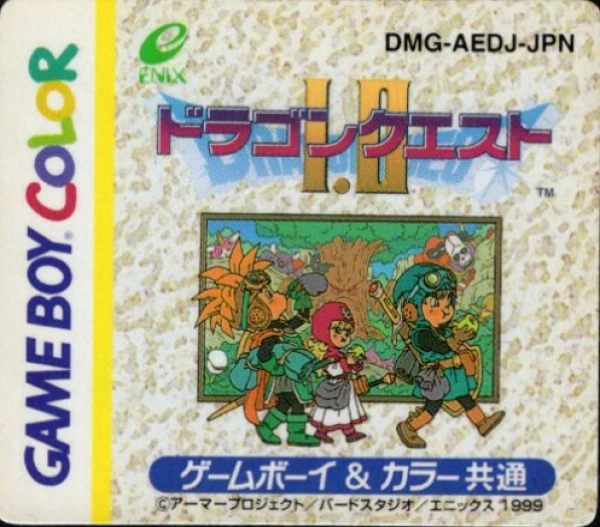 GAME BOY COLOR
ENIX
DMG-AEDJ-JPN
ドラゴンクエスト
I・II
TM
ゲームボーイ & カラー共通
©アーマープロジェクト/バードスタジオ/エニックス 1999